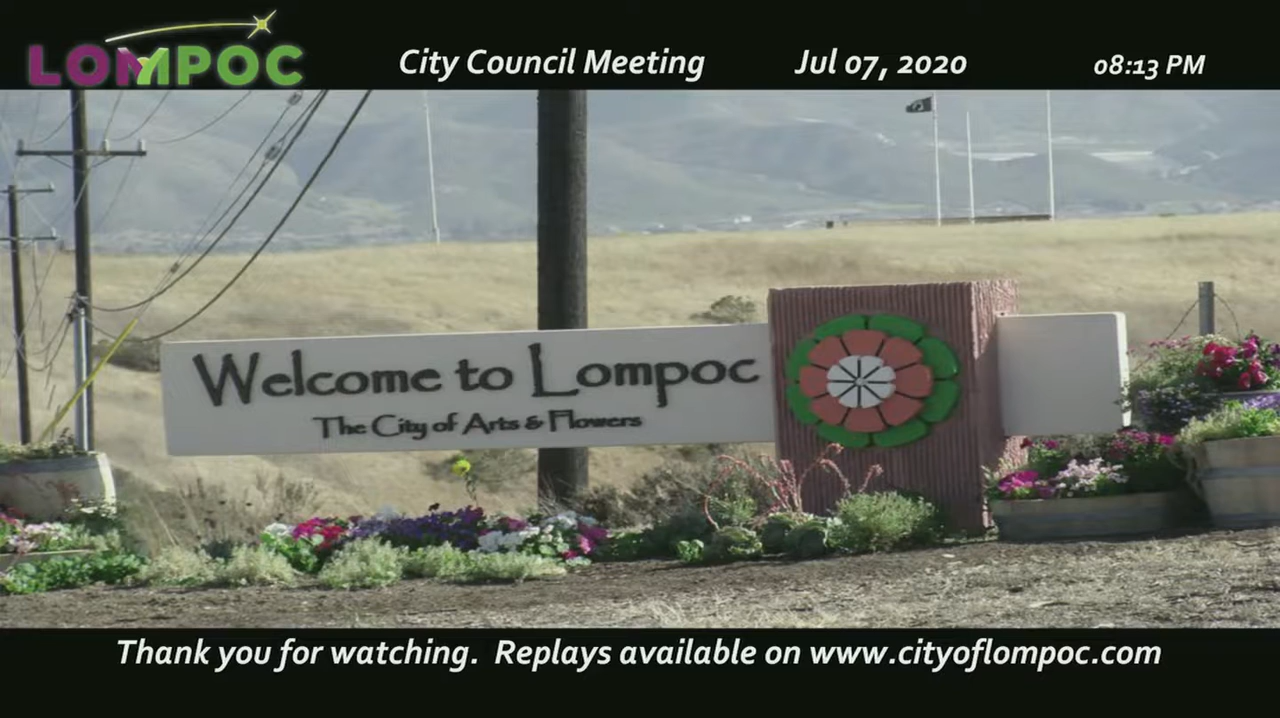 LOMPOC
City Council Meeting Jul 07, 2020 08:13 PM
Welcome to Lompoc
The City of Arts & Flowers
Thank you for watching. Replays available on www.cityoflompoc.com